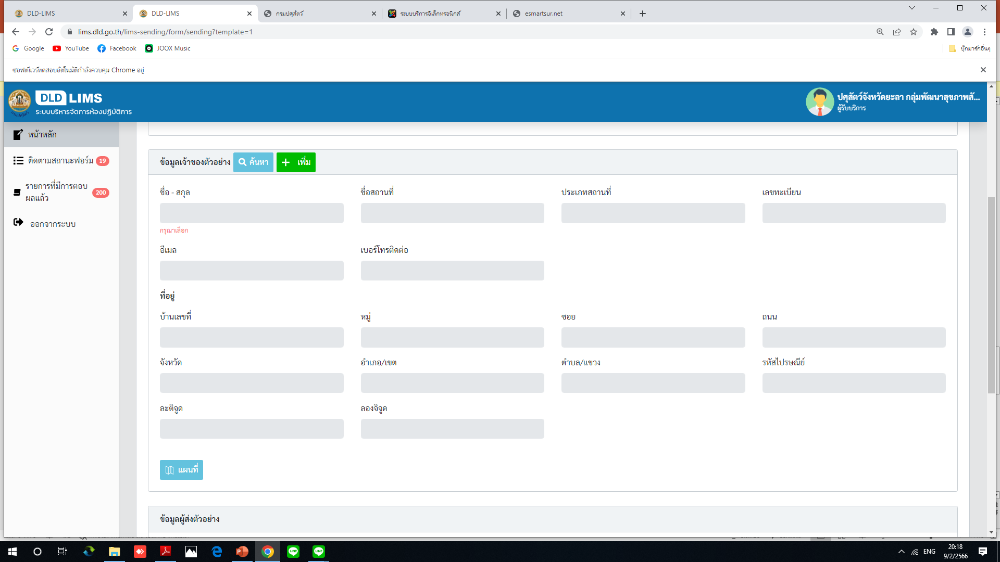 DLD-LIMS
DLD-LIMS
กรมปศุสัตว์
ระบบบริการอิเล็กทรอนิกส์
esmartsur.net
lims.dld.go.th/lims-sending/form/sending?template=1
Google
YouTube
Facebook
JOOX Music
บุ๊กมาร์กอื่นๆ
ซอฟต์แวร์ทดสอบอัตโนมัติกำลังควบคุม Chrome อยู่
DLD LIMS
ระบบบริหารจัดการห้องปฏิบัติการ
ปศุสัตว์จังหวัดยะลา กลุ่มพัฒนาสุขภาพสั...
ผู้รับบริการ
หน้าหลัก
ติดตามสถานะฟอร์ม 19
รายการที่มีการตอบ
ผลแล้ว
200
ออกจากระบบ
ข้อมูลเจ้าของตัวอย่าง ค้นหา เพิ่ม
ชื่อ - สกุล
ชื่อสถานที่
ประเภทสถานที่
เลขทะเบียน
กรุณาเลือก
อีเมล
เบอร์โทรติดต่อ
ที่อยู่
บ้านเลขที่
หมู่
ซอย
ถนน
จังหวัด
อำเภอ/เขต
ตำบล/แขวง
รหัสไปรษณีย์
ละติจูด
ลองจิจูด
แผนที่
ข้อมูลผู้ส่งตัวอย่าง
ENG
20:18
9/2/2566